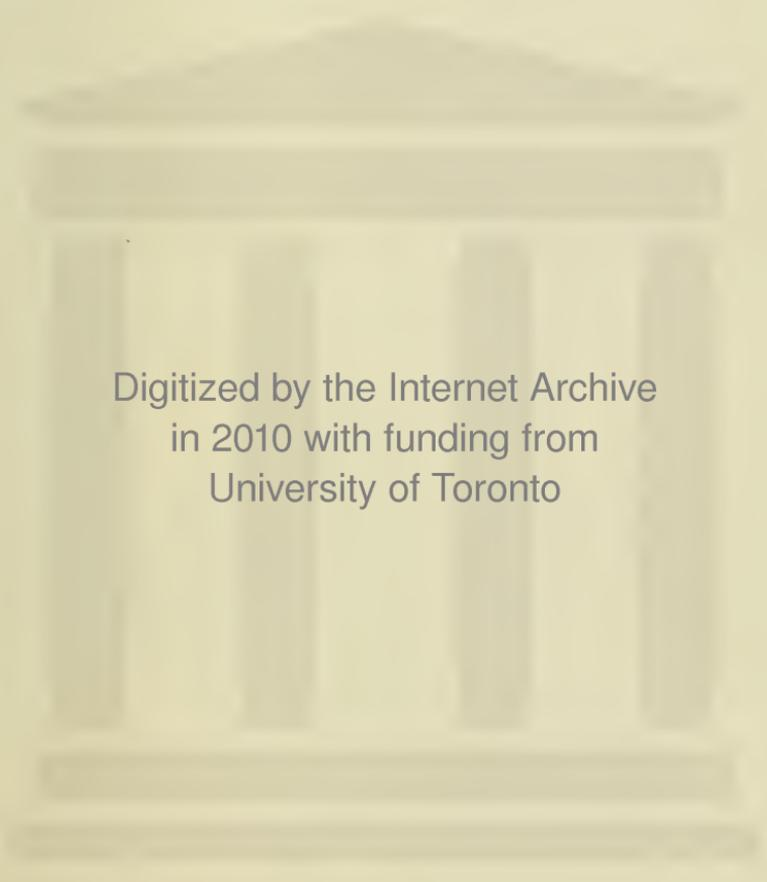 Digitized by the Internet Archive
in 2010 with funding from
University of Toronto